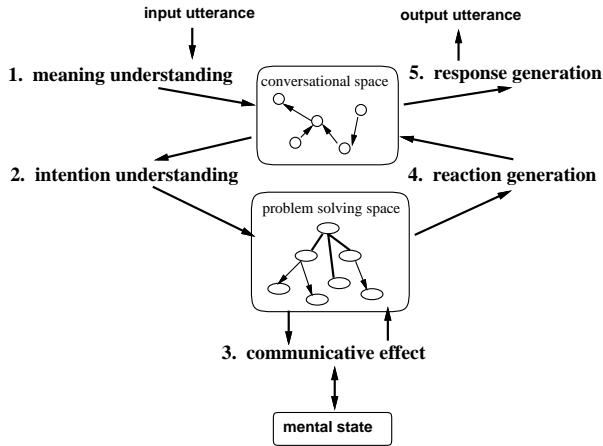 input utterance
output utterance
1. meaning understanding
5. response generation
conversational space
2. intention understanding
4. reaction generation
problem solving space
3. communicative effect
mental state